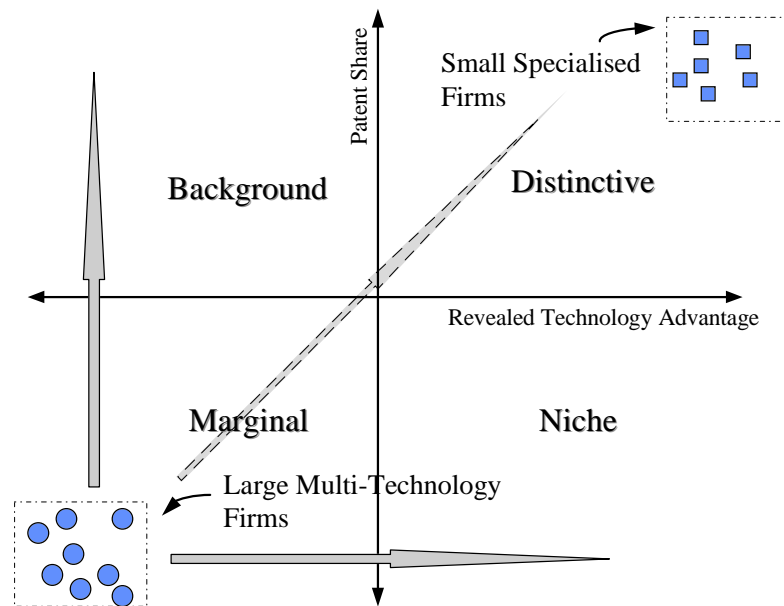 Patent Share
Small Specialised
Firms
Background
Distinctive
Revealed Technology Advantage
Marginal
Niche
Large Multi-Technology
Firms